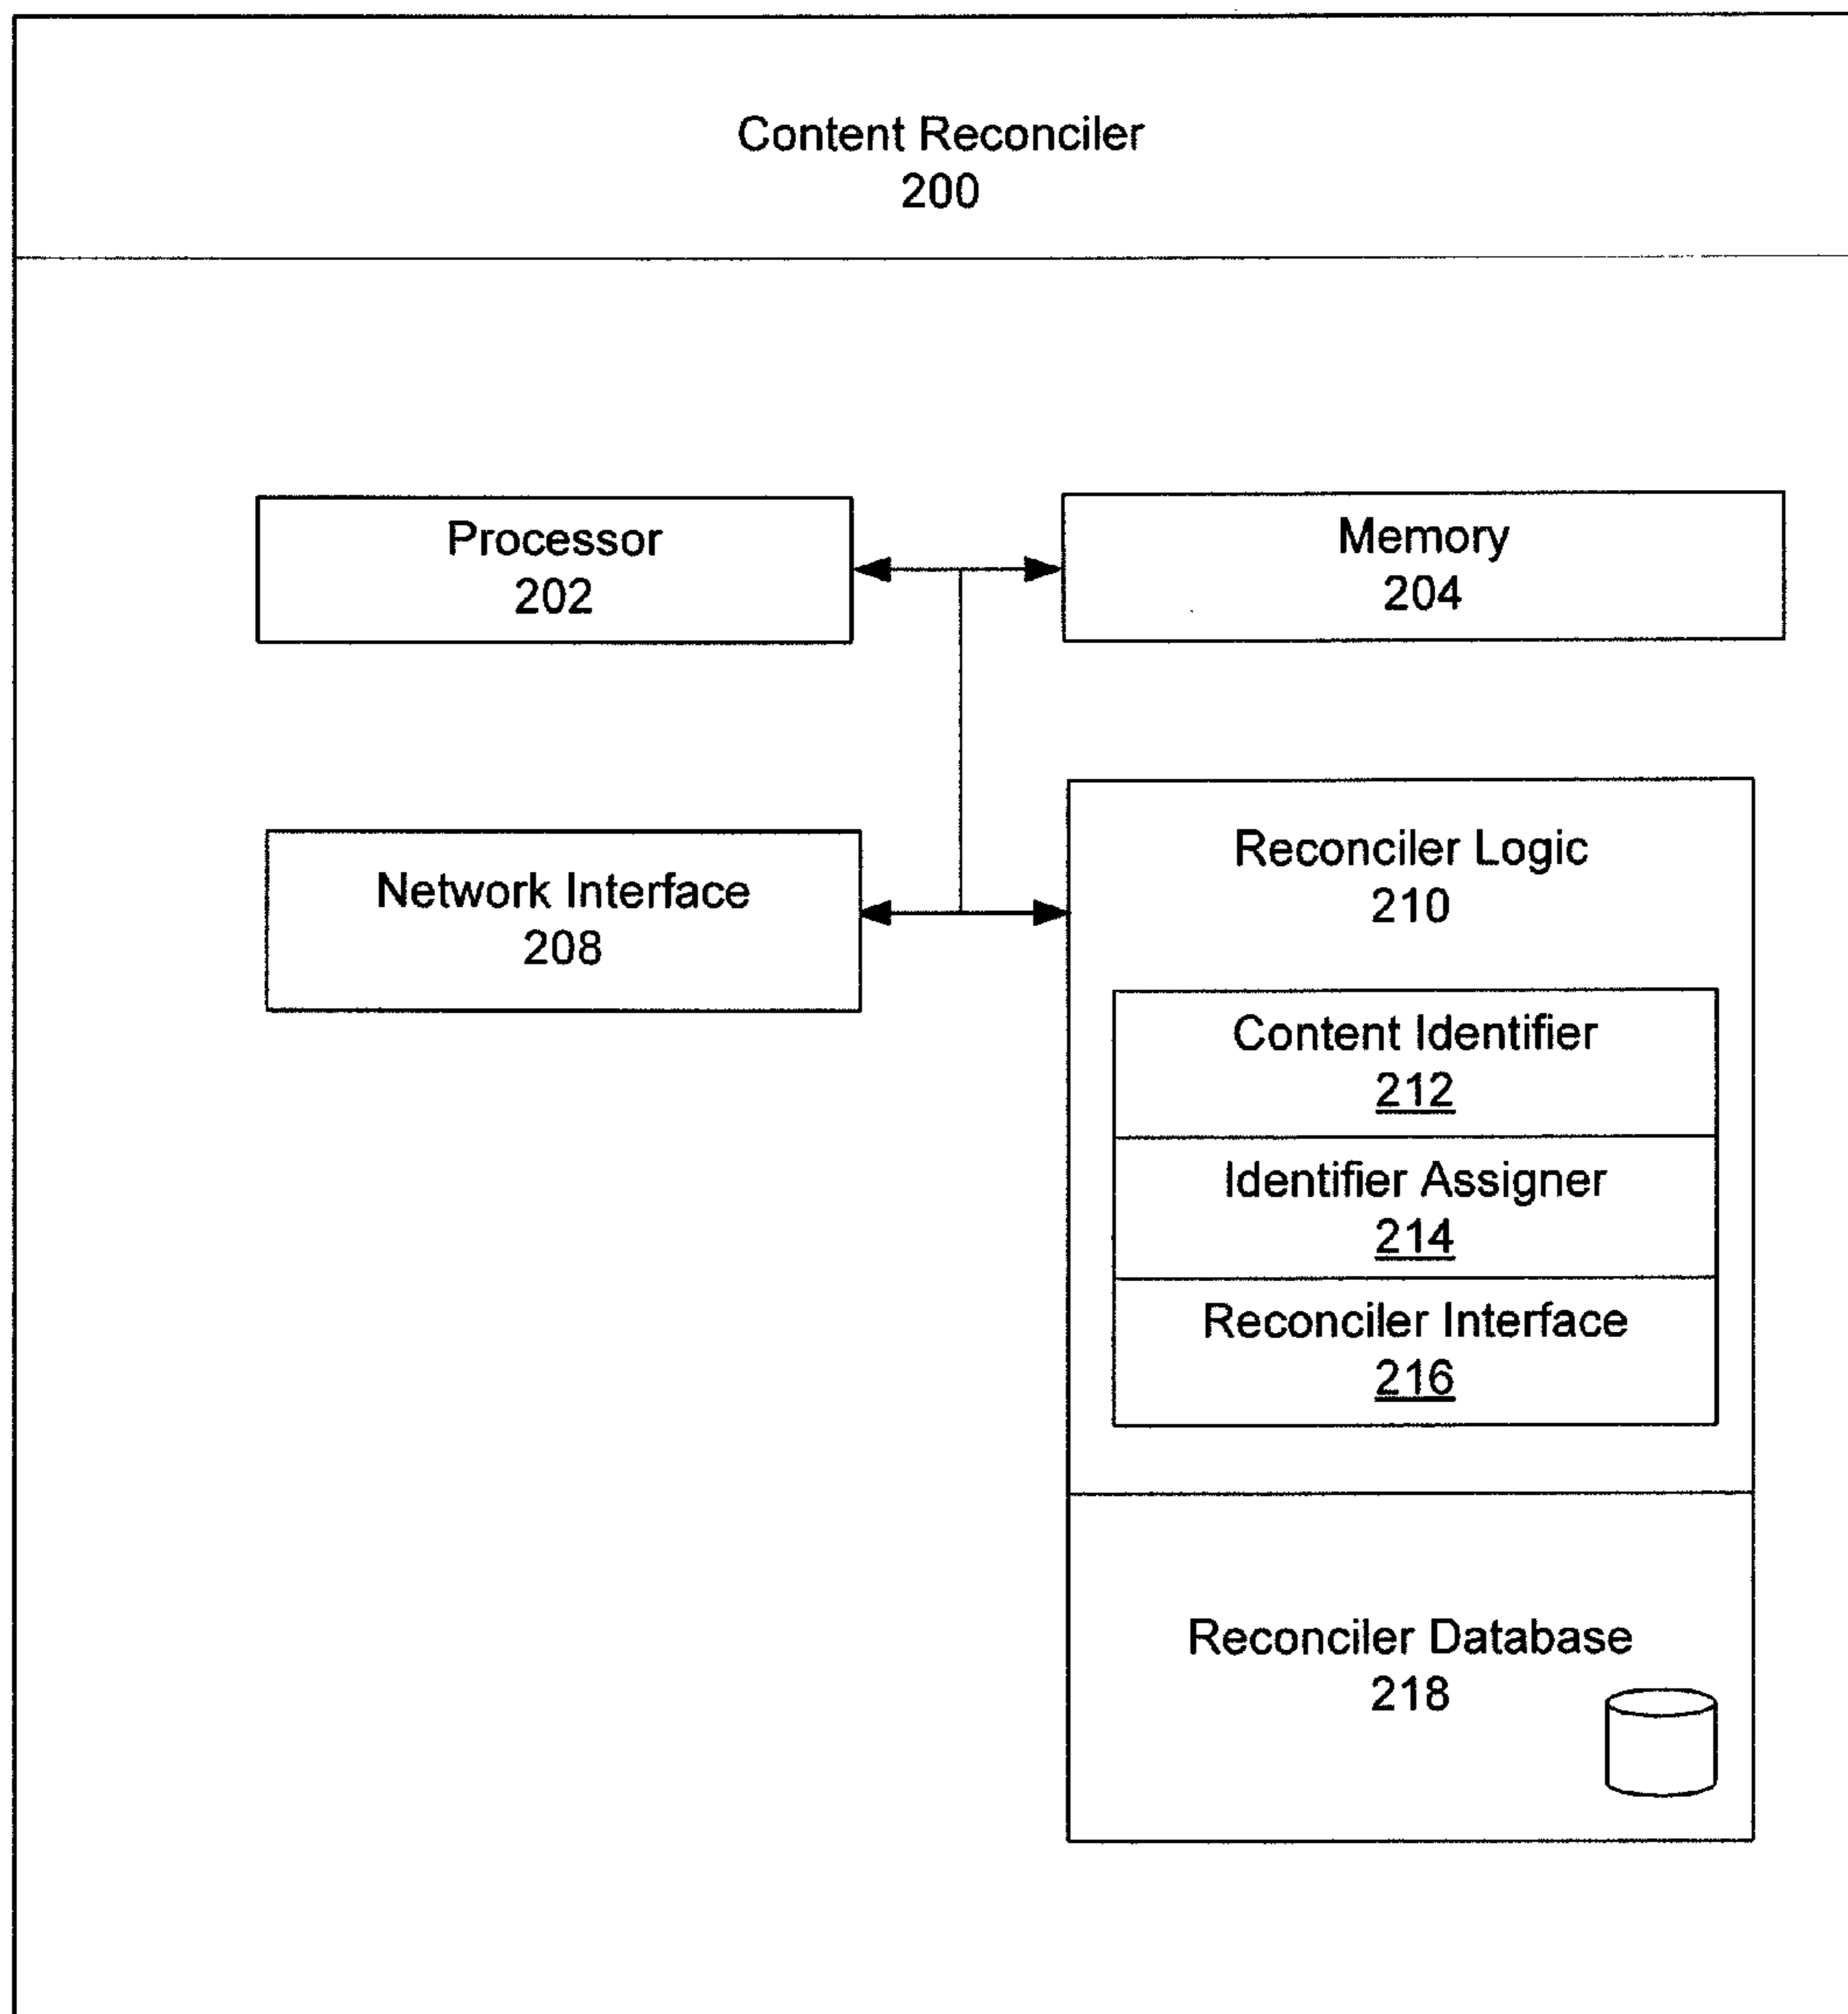 Content Reconciler
200
Processor
202
Memory
204
Network Interface
208
Reconciler Logic
210
Content Identifier
212
Identifier Assigner
214
Reconciler Interface
216
Reconciler Database
218